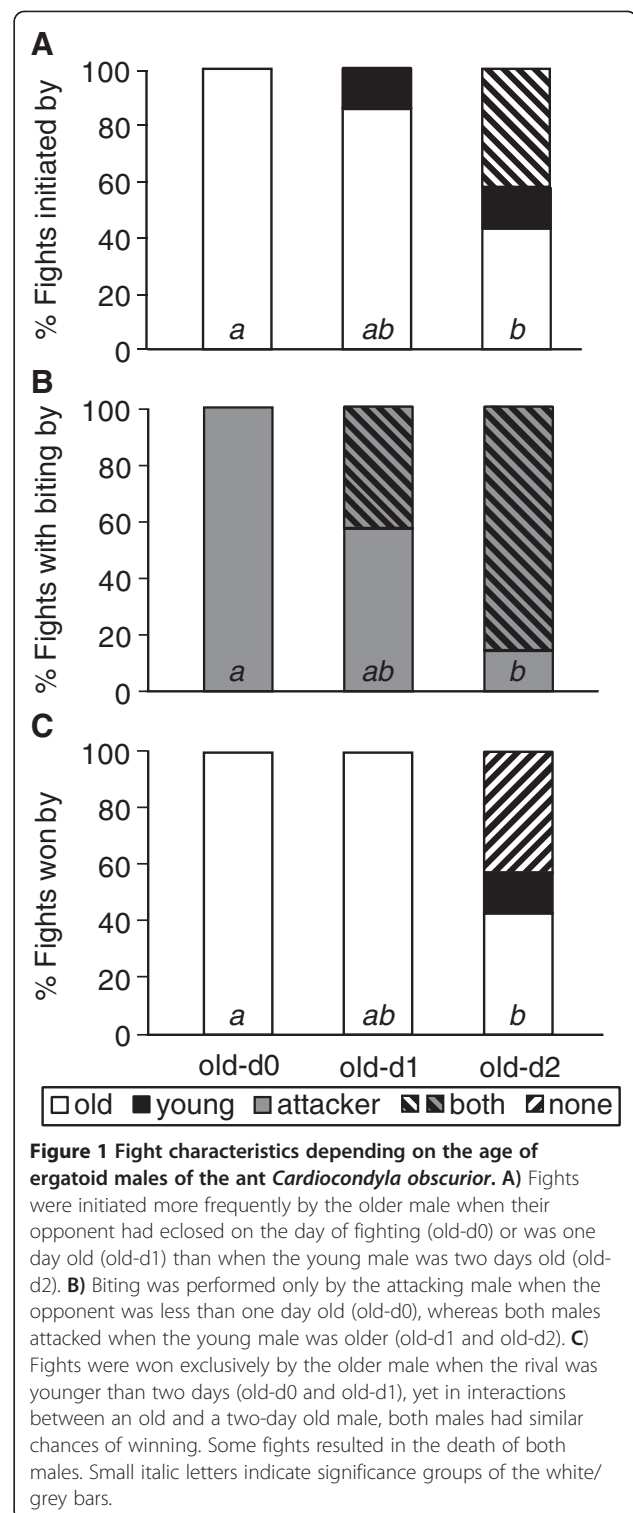 A
% Fights initiated by
100
80
60
40
20
0
a
ab
b
B
% Fights with biting by
100
80
60
40
20
0
a
ab
b
C
% Fights won by
100
80
60
40
20
0
a
ab
b
old-d0 old-d1 old-d2
old young attacker both none
Figure 1 Fight characteristics depending on the age of
ergatoid males of the ant Cardiocondyla obscurior. A) Fights
were initiated more frequently by the older male when their
opponent had eclosed on the day of fighting (old-d0) or was one
day old (old-d1) than when the young male was two days old (old-
d2). B) Biting was performed only by the attacking male when the
opponent was less than one day old (old-d0), whereas both males
attacked when the young male was older (old-d1 and old-d2). C)
Fights were won exclusively by the older male when the rival was
younger than two days (old-d0 and old-d1), yet in interactions
between an old and a two-day old male, both males had similar
chances of winning. Some fights resulted in the death of both
males. Small italic letters indicate significance groups of the white/
grey bars.